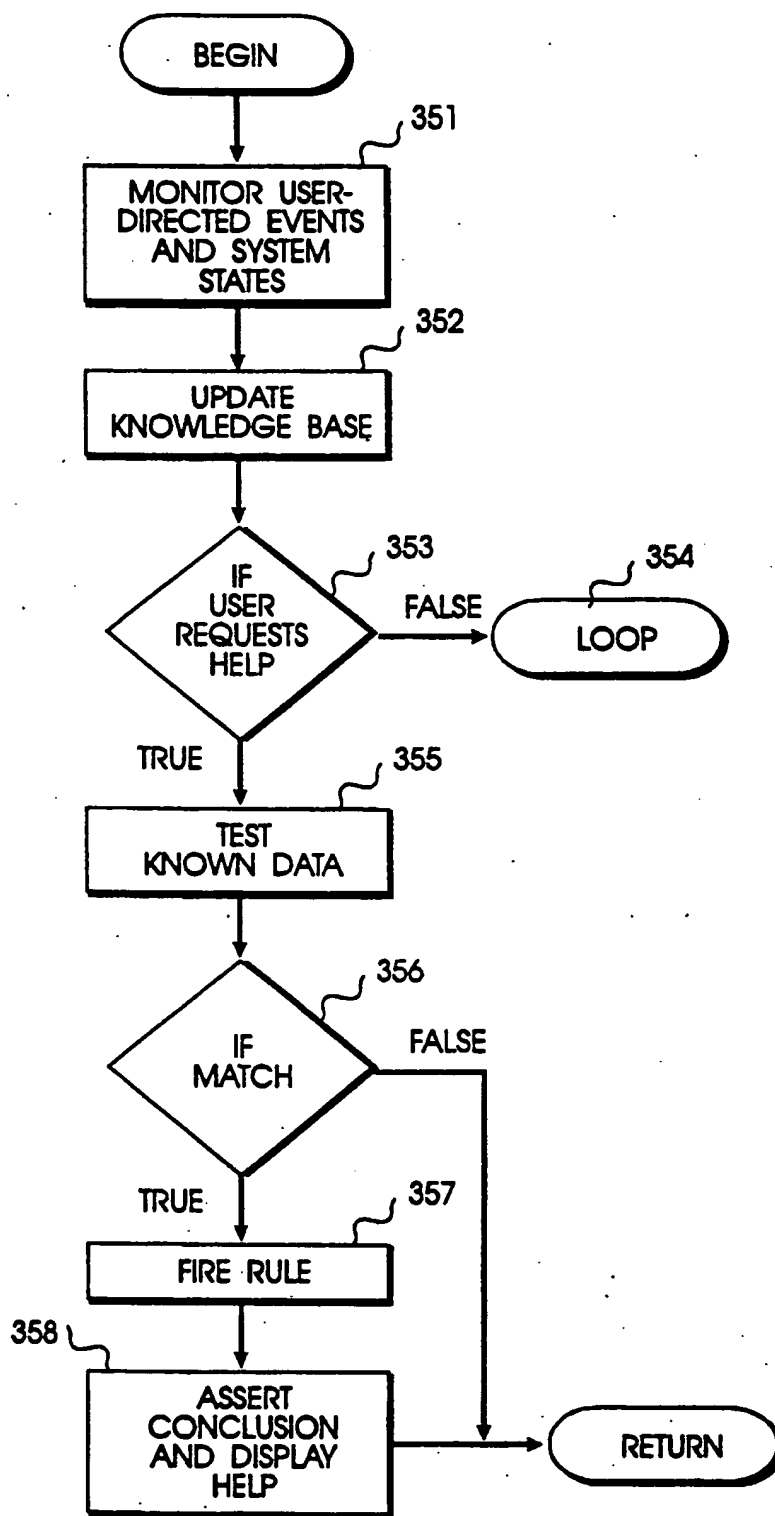 BEGIN
351
MONITOR USER-
DIRECTED EVENTS
AND SYSTEM
STATES
352
UPDATE
KNOWLEDGE BASE
353
IF
USER
REQUESTS
HELP
FALSE
354
LOOP
TRUE
355
TEST
KNOWN DATA
356
IF
MATCH
FALSE
TRUE
357
FIRE RULE
358
ASSERT
CONCLUSION
AND DISPLAY
HELP
RETURN